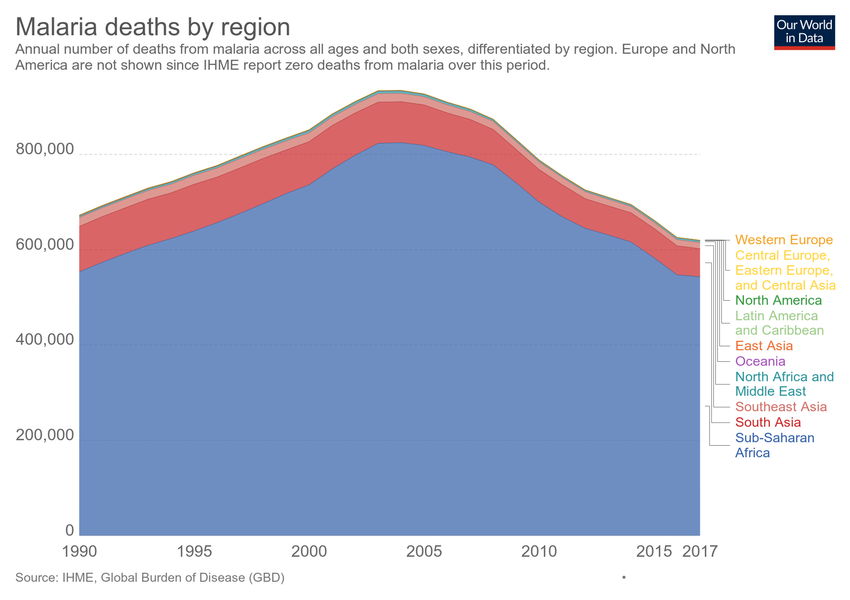 Malaria deaths by region
Our World
in Data
Annual number of deaths from malaria across all ages and both sexes, differentiated by region. Europe and North
America are not shown since IHME report zero deaths from malaria over this period.
800,000
600,000
400,000
200,000
0
1990
1995
2000
2005
2010
2015
2017
Western Europe
Central Europe,
Eastern Europe,
and Central Asia
North America
Latin America
and Caribbean
East Asia
Oceania
North Africa and
Middle East
Southeast Asia
South Asia
Sub-Saharan
Africa
Source: IHME, Global Burden of Disease (GBD)